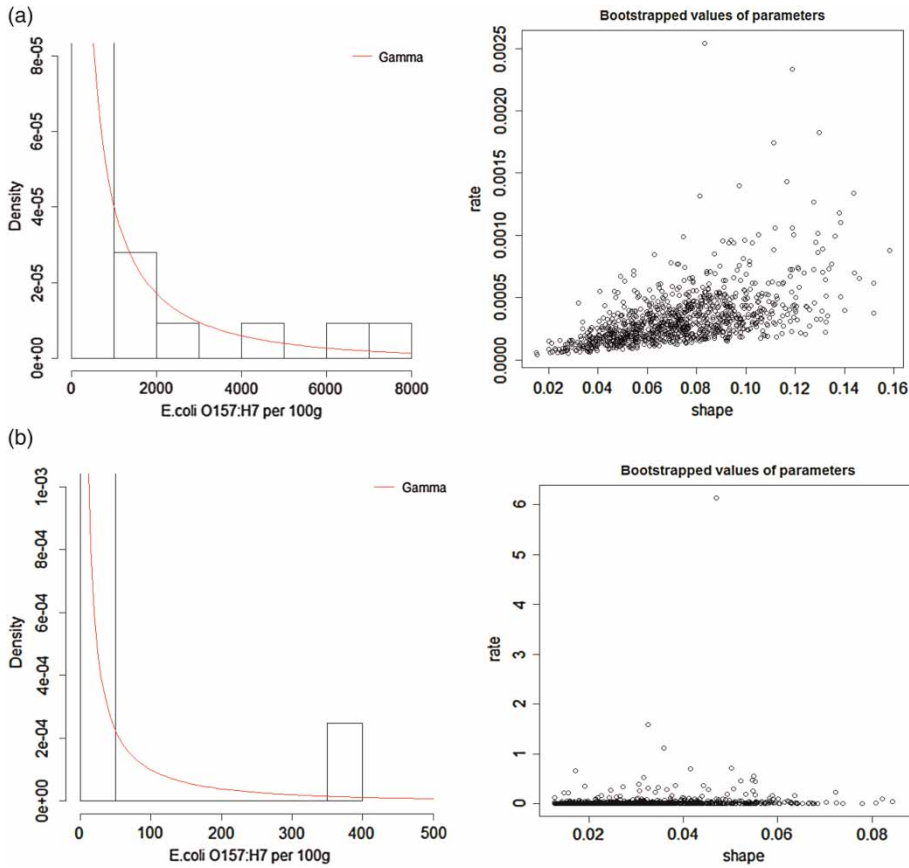 (a)
Gamma
Density
0e+00 2e-05 4e-05 6e-05 8e-05
0 2000 4000 6000 8000
E.coli O157:H7 per 100g
Bootstrapped values of parameters
rate
0.0000 0.0005 0.0010 0.0015 0.0020 0.0025
0.02 0.04 0.06 0.08 0.10 0.12 0.14 0.16
shape
(b)
Gamma
Density
0e+00 2e-04 4e-04 6e-04 8e-04 1e-03
0 100 200 300 400 500
E.coli O157:H7 per 100g
Bootstrapped values of parameters
rate
0 1 2 3 4 5 6
0.02 0.04 0.06 0.08
shape